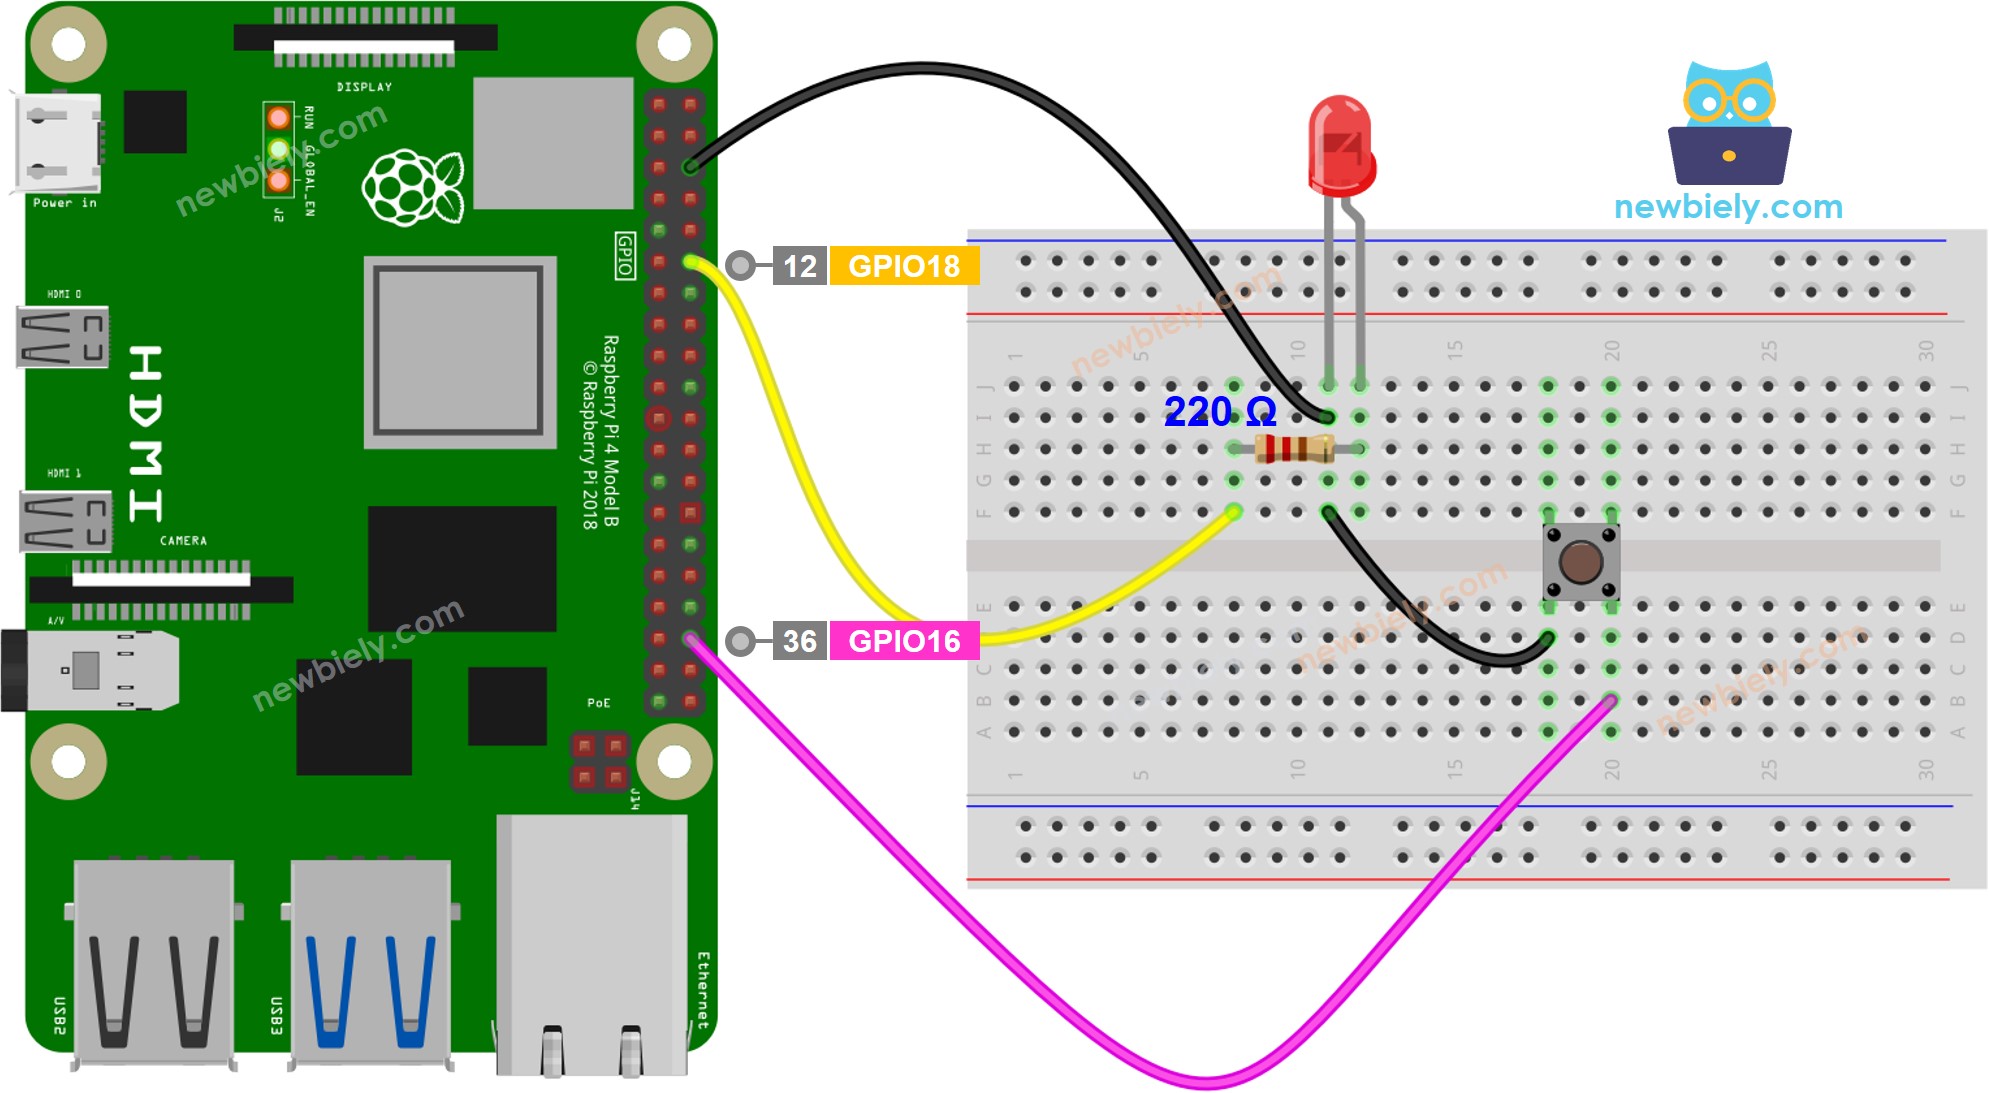 DISPLAY
RUN
GLOBAL_EN
J2
newbiely.com
Power in
newbiely.com
GPIO
12 GPIO18
newbiely.com
HDMI 0
HDMI
Raspberry Pi 4 Model B
© Raspberry Pi 2018
1 5 10 15 20 25 30
J J
I I
220 Ω
H H
G G
F F
HDMI 1
CAMERA
newbiely.com
A/V
36 GPIO16
E E
D D
C C
B B
A A
newbiely.com
newbiely.com
PoE
J14
1 5 10 15 20 25 30
Ethernet
USB2
USB3